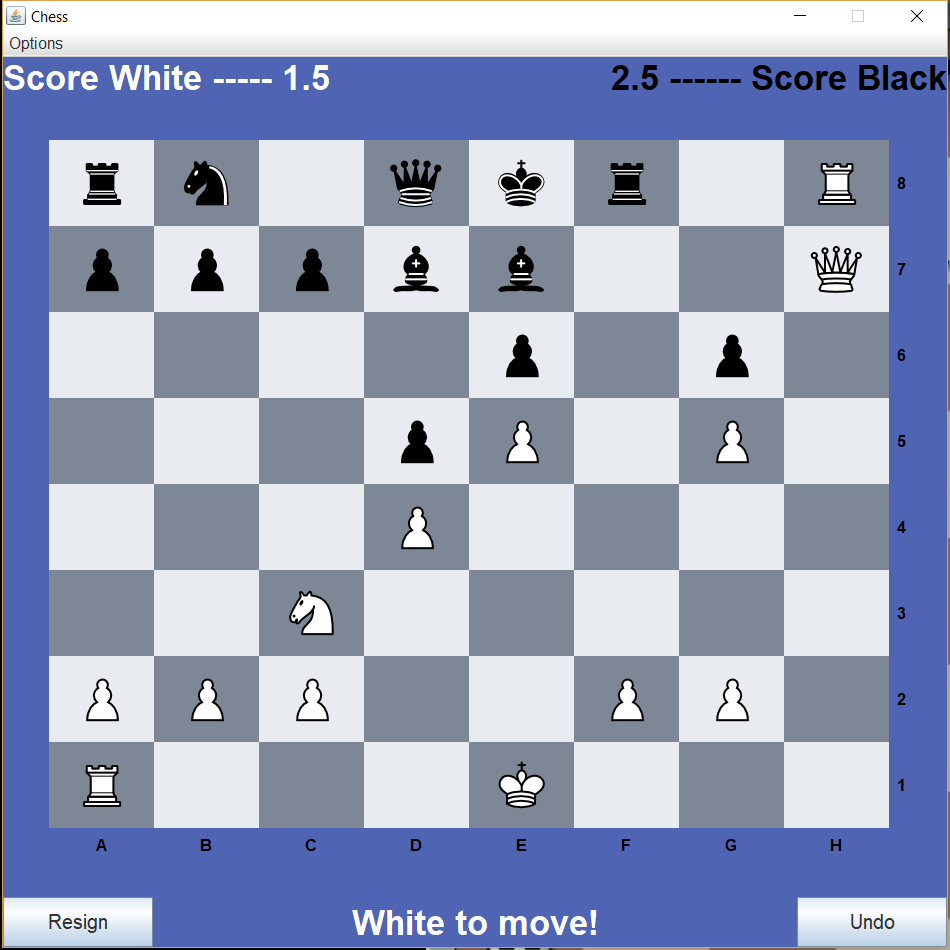 Chess
Options
Score White ----- 1.5
2.5 ------ Score Black
8
7
6
5
4
3
2
1
A B C D E F G H
Resign
White to move!
Undo